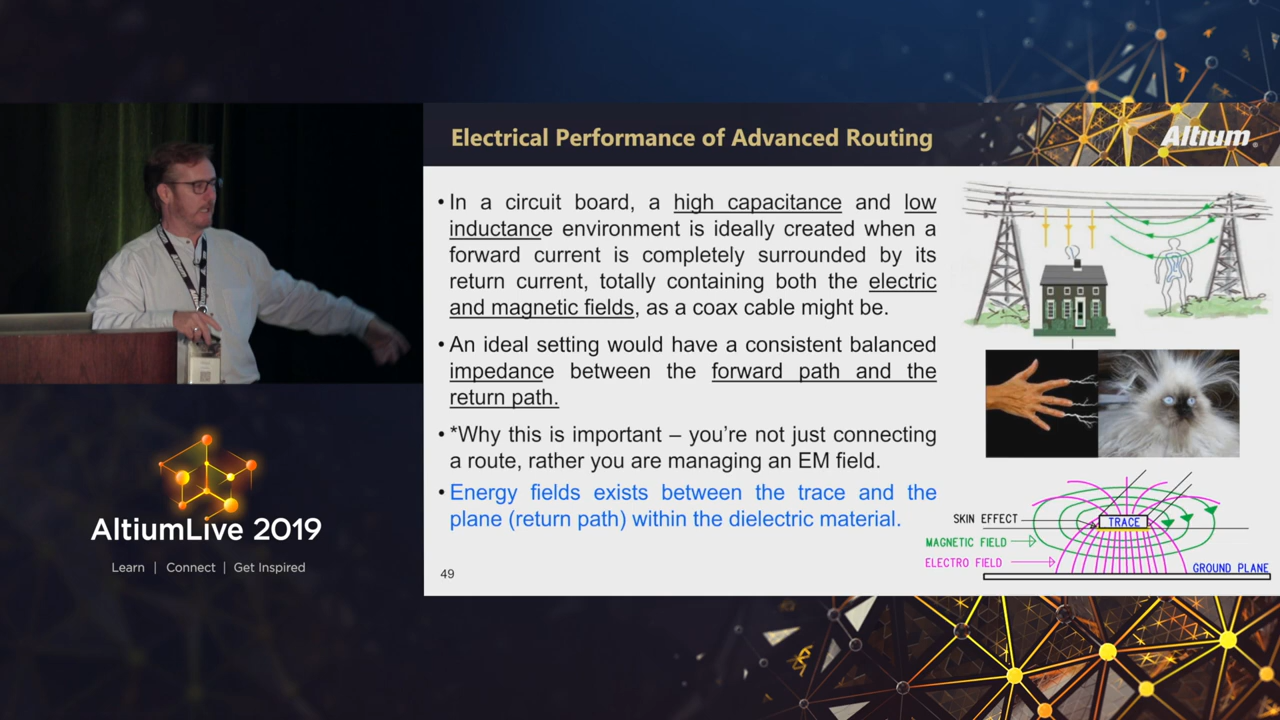 Electrical Performance of Advanced Routing
Altium
• In a circuit board, a high capacitance and low
inductance environment is ideally created when a
forward current is completely surrounded by its
return current, totally containing both the electric
and magnetic fields, as a coax cable might be.
• An ideal setting would have a consistent balanced
impedance between the forward path and the
return path.
• *Why this is important – you’re not just connecting
a route, rather you are managing an EM field.
• Energy fields exists between the trace and the
plane (return path) within the dielectric material.
49
SKIN EFFECT
TRACE
MAGNETIC FIELD
ELECTRO FIELD
GROUND PLANE
AltiumLive 2019
Learn | Connect | Get Inspired